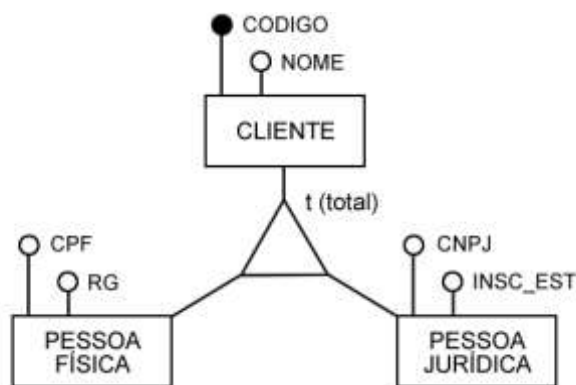 CODIGO
NOME
CLIENTE
t (total)
CPF
RG
PESSOA
FÍSICA
CNPJ
INSC_EST
PESSOA
JURÍDICA